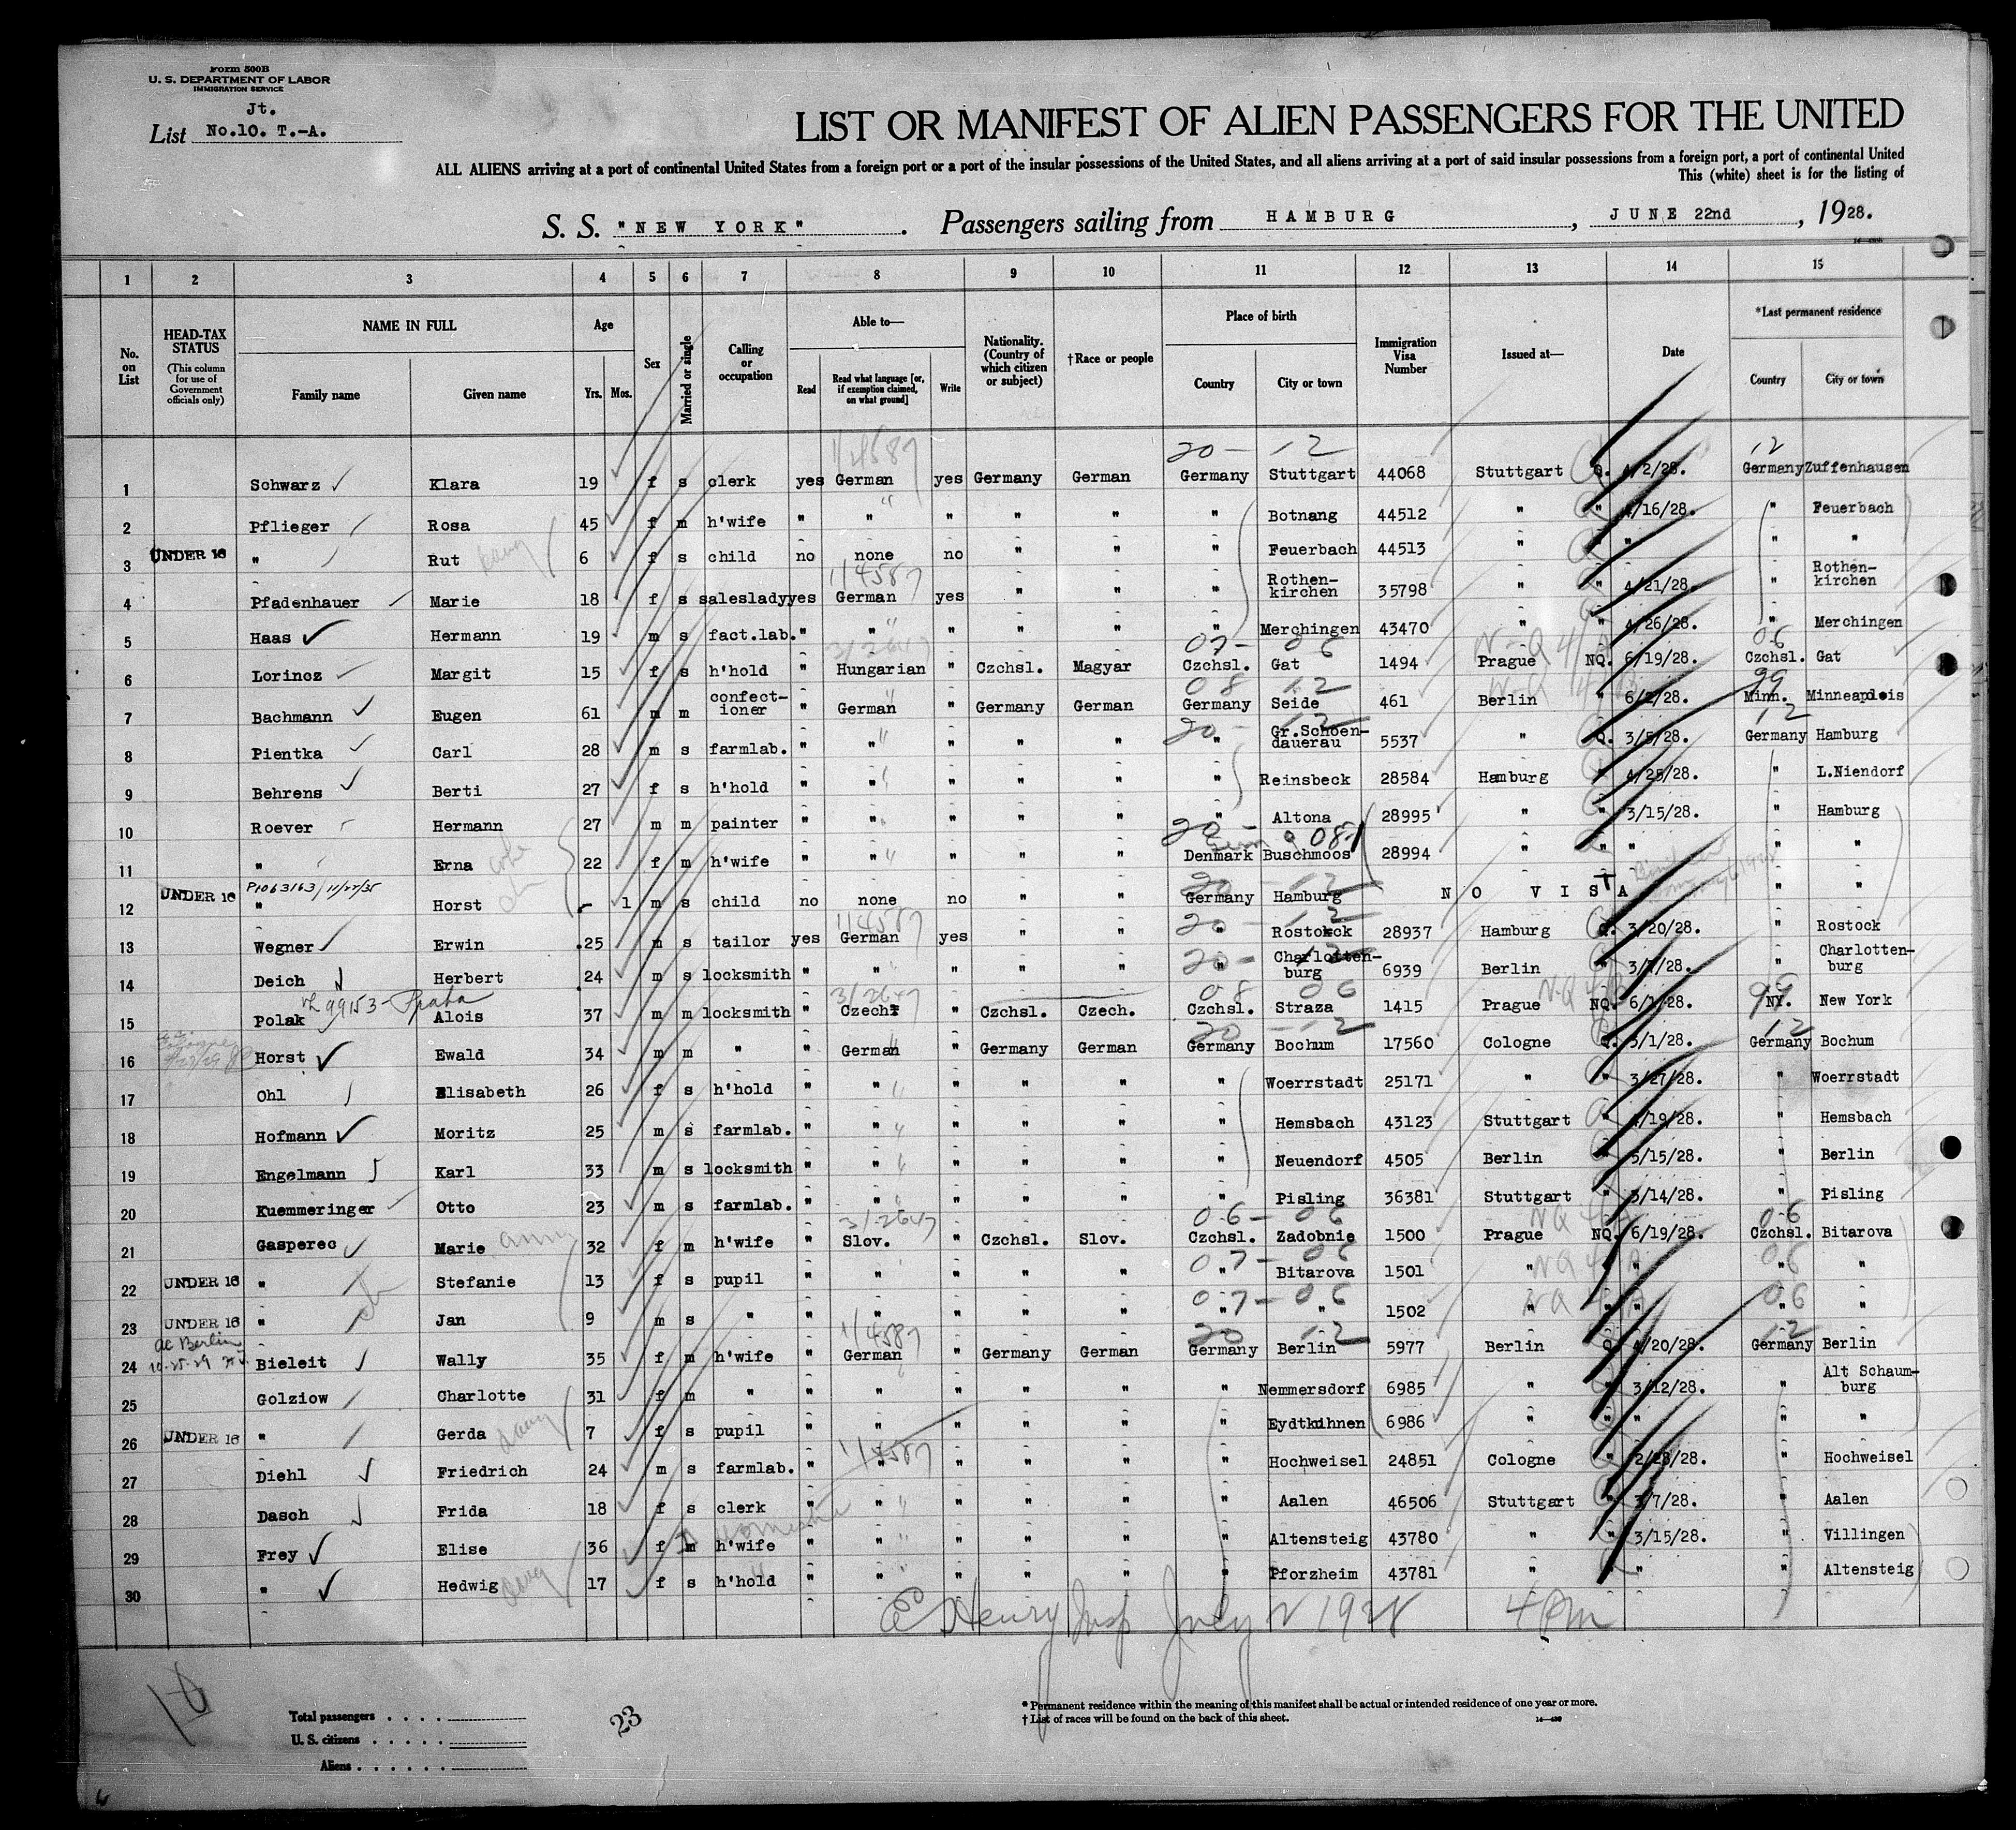 Form 500B
U. S. DEPARTMENT OF LABOR
IMMIGRATION SERVICE
Jt.
List No.10. T.-A.
LIST OR MANIFEST OF ALIEN PASSENGERS FOR THE UNITED
ALL ALIENS arriving at a port of continental United States from a foreign port or a port of the insular possessions of the United States, and all aliens arriving at a port of said insular possessions from a foreign port, a port of continental United
This (white) sheet is for the listing of
S. S. "NEW YORK" . Passengers sailing from HAMBURG , JUNE 22nd , 1928.
1 2 3 4 5 6 7 8 9 10 11 12 13 14 15
No. on List HEAD-TAX STATUS (This column for use of Government officials only) NAME IN FULL Family name Given name Age Yrs. Mos. Sex Married or single Calling or occupation Able to— Read Read what language [or, if exemption claimed, on what ground] Write Nationality. (Country of which citizen or subject) †Race or people Place of birth Country City or town Immigration Visa Number Issued at— Date *Last permanent residence Country City or town
114587 20 - 12 12
1 Schwarz Klara 19 f s clerk yes German yes Germany German Germany Stuttgart 44068 Stuttgart Q. 4/2/28. Germany Zuffenhausen
2 Pflieger Rosa 45 f m h'wife " " " " " " Botnang 44512 " " 4/16/28. " Feuerbach
3 UNDER 16 " Rut 6 f s child no none no " " " Feuerbach 44513 " " " " "
4 Pfadenhauer Marie 18 f s saleslady yes German yes " " " Rothen-kirchen 35798 " " 4/21/28. " Rothen-kirchen
5 Haas Hermann 19 m s fact.lab. " " " " " " Merchingen 43470 " " 4/26/28. " Merchingen
6 Lorincz Margit 15 f s h'hold " Hungarian " Czchsl. Magyar Czchsl. Gat 1494 Prague NQ. 6/19/28. Czchsl. Gat
7 Bachmann Eugen 61 m m confect-ioner " German " Germany German Germany Seide 461 Berlin " 6/2/28. Minn. Minneapolis
8 Pientka Carl 28 m s farmlab. " " " " " " Gr.Schoen-dauerau 5537 " Q. 3/5/28. Germany Hamburg
9 Behrens Berti 27 f s h'hold " " " " " " Reinsbeck 28584 Hamburg " 4/25/28. " L.Niendorf
10 Roever Hermann 27 m m painter " " " " " " Altona 28995 " " 3/15/28. " Hamburg
11 " Erna 22 f m h'wife " " " " " Denmark Buschmoos 28994 " " " " "
P1063163/11/27/35
12 UNDER 16 " Horst - 1 m s child no none no " " Germany Hamburg NO VISTA " "
13 Wegner Erwin 25 m s tailor yes German yes " " " Rostock 28937 Hamburg Q. 3/20/28. " Rostock
14 Deich Herbert 24 m s locksmith " " " " " " Charlotten-burg 6939 Berlin " 3/7/28. " Charlotten-burg
15 Polak Alois 37 m m locksmith " Czech " Czchsl. Czech. Czchsl. Straza 1415 Prague NQ. 6/1/28. NY. New York
16 Horst Ewald 34 m m " " German " Germany German Germany Bochum 17560 Cologne Q. 3/1/28. Germany Bochum
17 Ohl Elisabeth 26 f s h'hold " " " " " " Woerrstadt 25171 " " 3/27/28. " Woerrstadt
18 Hofmann Moritz 25 m s farmlab. " " " " " " Hemsbach 43123 Stuttgart " 4/19/28. " Hemsbach
19 Engelmann Karl 33 m s locksmith " " " " " " Neuendorf 4505 Berlin " 5/15/28. " Berlin
20 Kuemmeringer Otto 23 m s farmlab. " " " " " " Pisling 36381 Stuttgart " 3/14/28. " Pisling
21 Gasperec Marie 32 f m h'wife " Slov. " Czchsl. Slov. Czchsl. Zadobnie 1500 Prague NQ. 6/19/28. Czchsl. Bitarova
22 UNDER 16 " Stefanie 13 f s pupil " " " " " " Bitarova 1501 " " " " "
23 UNDER 16 " Jan 9 m s " " " " " " " " 1502 " " " " "
24 Bieleit Wally 35 f m h'wife " German " Germany German Germany Berlin 5977 Berlin Q. 4/20/28. Germany Berlin
25 Golziow Charlotte 31 f m " " " " " " " Nemmersdorf 6985 " " 3/12/28. " Alt Schaum-burg
26 UNDER 16 " Gerda 7 f s pupil " " " " " " Eydtkuhnen 6986 " " " " "
27 Diehl Friedrich 24 m s farmlab. " " " " " " Hochweisel 24851 Cologne " 2/28/28. " Hochweisel
28 Dasch Frida 18 f s clerk " " " " " " Aalen 46506 Stuttgart " 3/7/28. " Aalen
29 Frey Elise 36 f m h'wife " " " " " " Altensteig 43780 " " 3/15/28. " Villingen
30 " Hedwig 17 f s h'hold " " " " " " Pforzheim 43781 " " " " Altensteig
Henry Insp July 2 1928 4 PM
10
Total passengers
U. S. citizens
Aliens
23
* Permanent residence within the meaning of this manifest shall be actual or intended residence of one year or more.
† List of races will be found on the back of this sheet.